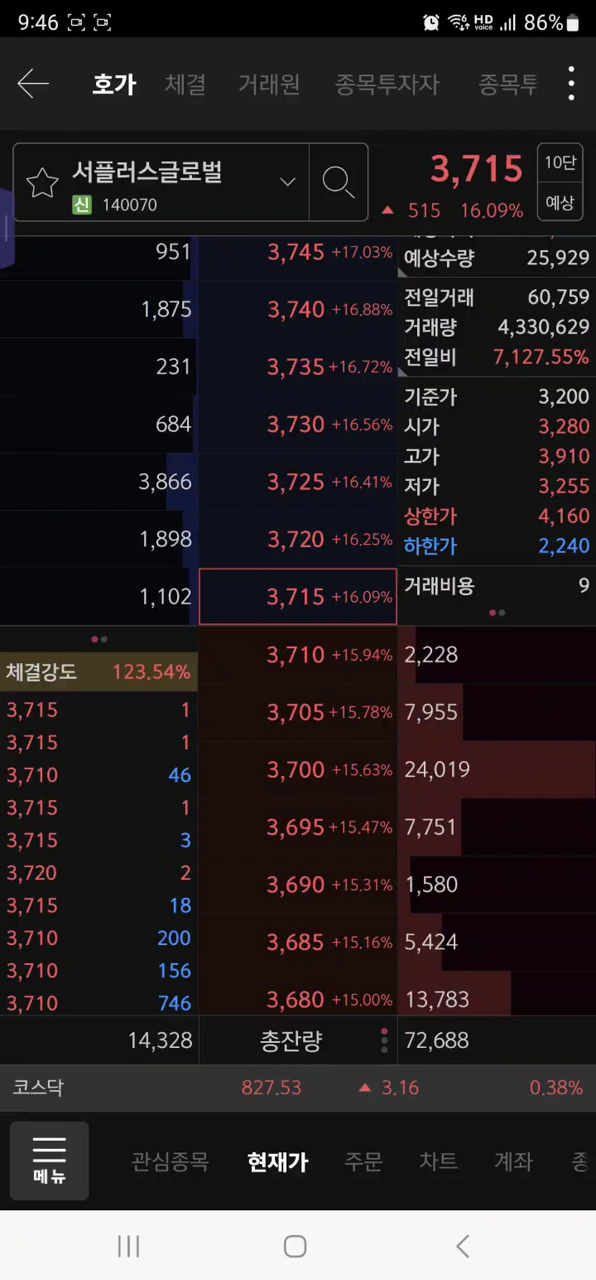 9:46 HD voice 86%
호가 체결 거래원 종목투자자 종목투
서플러스글로벌 3,715 10단
신 140070 515 16.09% 예상
951 3,745 +17.03% 예상수량 25,929
1,875 3,740 +16.88% 전일거래 60,759
거래량 4,330,629
231 3,735 +16.72% 전일비 7,127.55%
기준가 3,200
684 3,730 +16.56% 시가 3,280
고가 3,910
3,866 3,725 +16.41% 저가 3,255
상한가 4,160
1,898 3,720 +16.25% 하한가 2,240
1,102 3,715 +16.09% 거래비용 9
3,710 +15.94% 2,228
체결강도 123.54%
3,715 1 3,705 +15.78% 7,955
3,715 1
3,710 46 3,700 +15.63% 24,019
3,715 1
3,715 3 3,695 +15.47% 7,751
3,720 2 3,690 +15.31% 1,580
3,715 18
3,710 200 3,685 +15.16% 5,424
3,710 156
3,710 746 3,680 +15.00% 13,783
14,328 총잔량 72,688
코스닥 827.53 3.16 0.38%
메뉴 관심종목 현재가 주문 차트 계좌 종